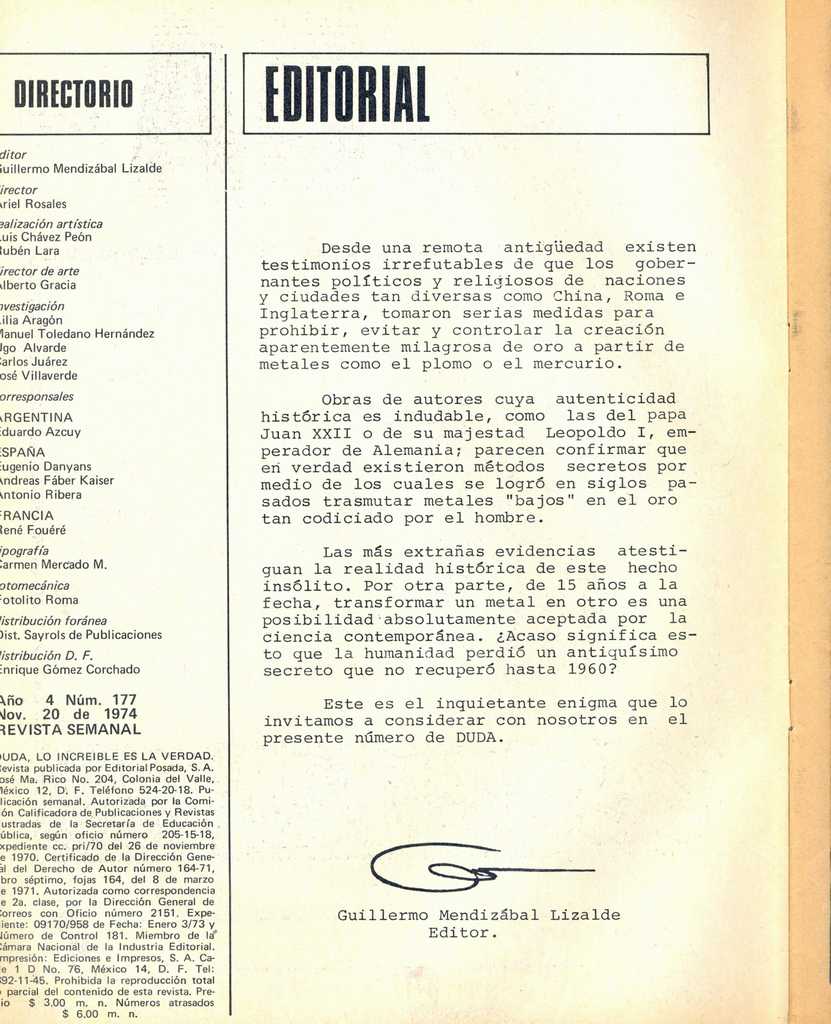 DIRECTORIO
ditor
uillermo Mendizábal Lizalde
irector
riel Rosales
ealización artística
uis Chávez Peón
ubén Lara
irector de arte
lberto Gracia
nvestigación
ilia Aragón
anuel Toledano Hernández
go Alvarde
arlos Juárez
osé Villaverde
orresponsales
ARGENTINA
duardo Azcuy
ESPAÑA
ugenio Danyans
Andreas Fáber Kaiser
Antonio Ribera
FRANCIA
René Fouéré
ipografía
Carmen Mercado M.
otomecánica
Fotolito Roma
istribución foránea
Dist. Sayrols de Publicaciones
istribución D. F.
Enrique Gómez Corchado
Año 4 Núm. 177
Nov. 20 de 1974
REVISTA SEMANAL
DUDA, LO INCREIBLE ES LA VERDAD.
Revista publicada por Editorial Posada, S. A.
José Ma. Rico No. 204, Colonia del Valle,
México 12, D. F. Teléfono 524-20-18. Pu-
licación semanal. Autorizada por la Comi-
ón Calificadora de Publicaciones y Revistas
ustradas de la Secretaría de Educación
ública, según oficio número 205-15-18,
xpediente cc. pri/70 del 26 de noviembre
e 1970. Certificado de la Dirección Gene-
al del Derecho de Autor número 164-71,
bro séptimo, fojas 164, del 8 de marzo
e 1971. Autorizada como correspondencia
e 2a. clase, por la Dirección General de
Correos con Oficio número 2151. Expe-
iente: 09170/958 de Fecha: Enero 3/73 y
Número de Control 181. Miembro de la
Cámara Nacional de la Industria Editorial.
mpresión: Ediciones e Impresos, S. A. Ca-
e 1 D No. 76, México 14, D. F. Tel:
592-11-45. Prohibida la reproducción total
parcial del contenido de esta revista. Pre-
io $ 3.00 m. n. Números atrasados
$ 6.00 m. n.
EDITORIAL
Desde una remota antigüedad existen
testimonios irrefutables de que los gober-
nantes políticos y religiosos de naciones
y ciudades tan diversas como China, Roma e
Inglaterra, tomaron serias medidas para
prohibir, evitar y controlar la creación
aparentemente milagrosa de oro a partir de
metales como el plomo o el mercurio.
Obras de autores cuya autenticidad
histórica es indudable, como las del papa
Juan XXII o de su majestad Leopoldo I, em-
perador de Alemania; parecen confirmar que
en verdad existieron métodos secretos por
medio de los cuales se logró en siglos pa-
sados trasmutar metales "bajos" en el oro
tan codiciado por el hombre.
Las más extrañas evidencias atesti-
guan la realidad histórica de este hecho
insólito. Por otra parte, de 15 años a la
fecha, transformar un metal en otro es una
posibilidad absolutamente aceptada por la
ciencia contemporánea. ¿Acaso significa es-
to que la humanidad perdió un antiquísimo
secreto que no recuperó hasta 1960?
Este es el inquietante enigma que lo
invitamos a considerar con nosotros en el
presente número de DUDA.
Guillermo Mendizábal Lizalde
Editor.